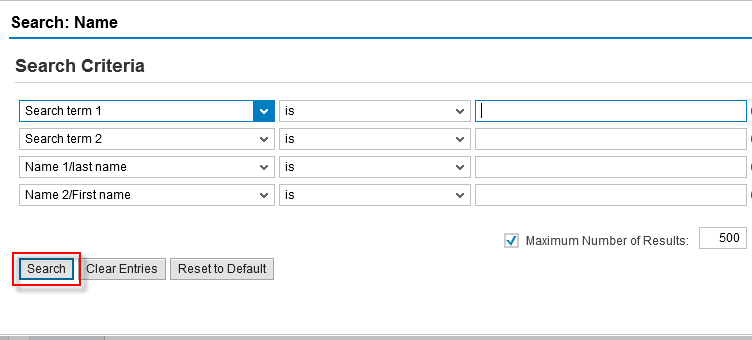 Search: Name
Search Criteria
Search term 1 is
Search term 2 is
Name 1/last name is
Name 2/First name is
Maximum Number of Results: 500
Search Clear Entries Reset to Default